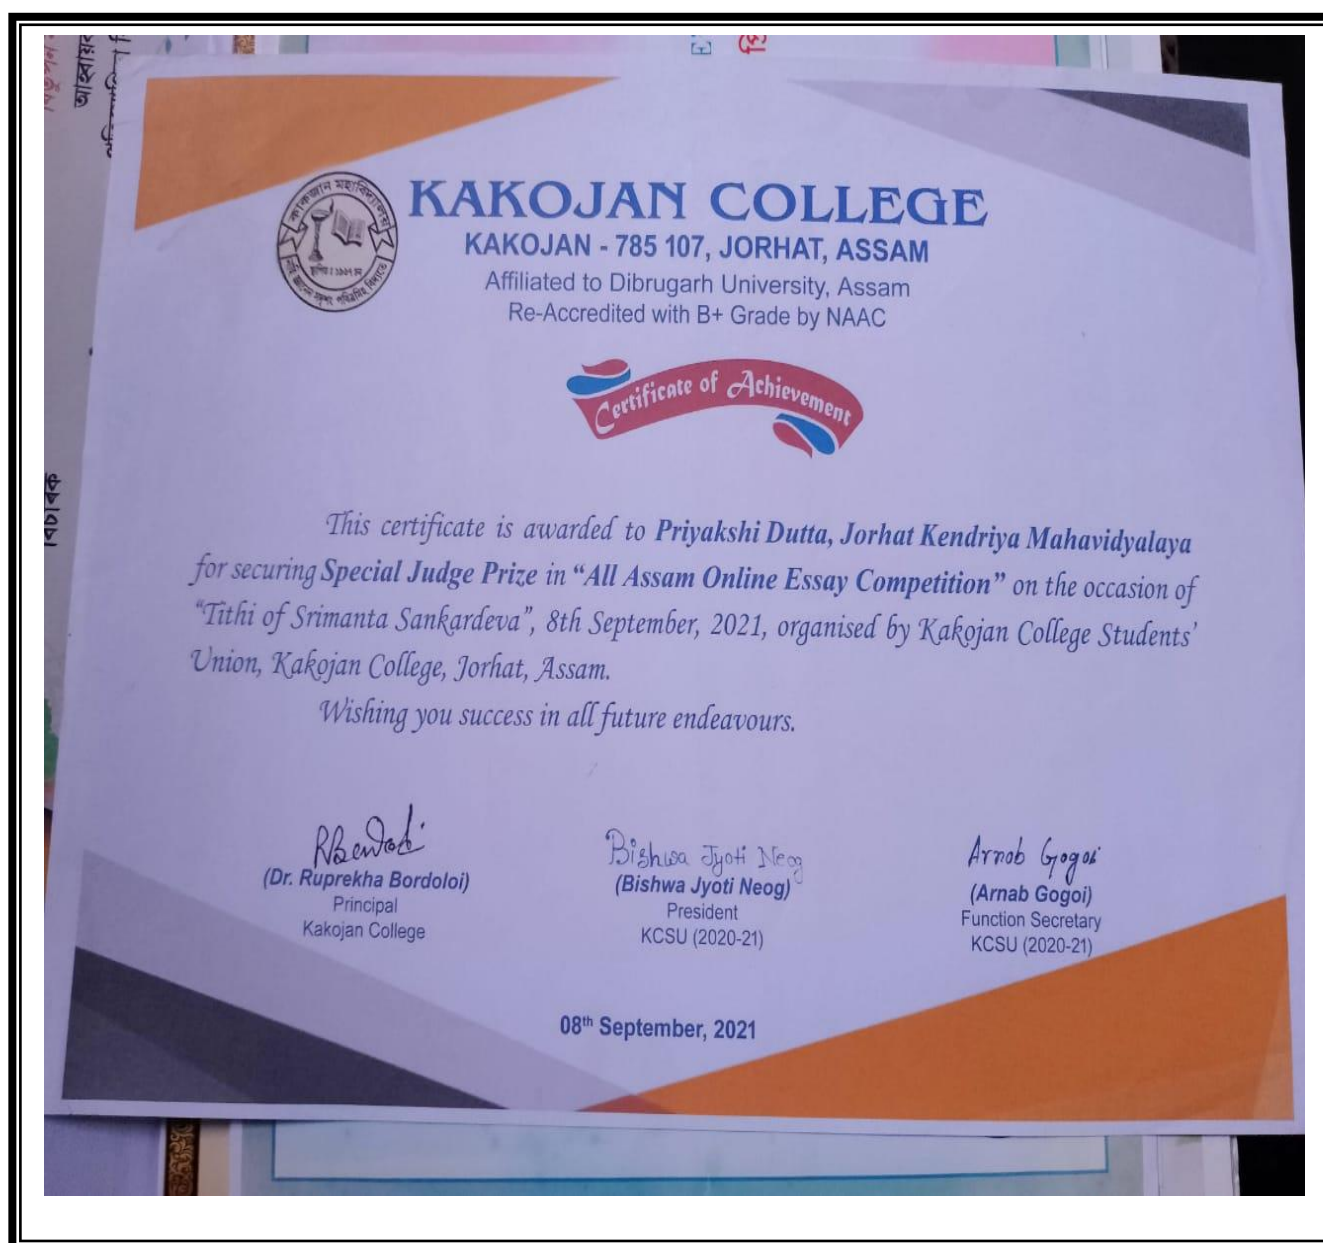 আহ্বায়ক
বিচাৰক
KAKOJAN COLLEGE
KAKOJAN - 785 107, JORHAT, ASSAM
Affiliated to Dibrugarh University, Assam
Re-Accredited with B+ Grade by NAAC
Certificate of Achievement
This certificate is awarded to Priyakshi Dutta, Jorhat Kendriya Mahavidyalaya
for securing Special Judge Prize in “All Assam Online Essay Competition” on the occasion of
“Tithi of Srimanta Sankardeva”, 8th September, 2021, organised by Kakojan College Students’
Union, Kakojan College, Jorhat, Assam.
Wishing you success in all future endeavours.
Bishwa Jyoti Neog
Arnob Gogoi
(Dr. Ruprekha Bordoloi)
(Bishwa Jyoti Neog)
(Arnab Gogoi)
Principal
President
Function Secretary
Kakojan College
KCSU (2020-21)
KCSU (2020-21)
08th September, 2021